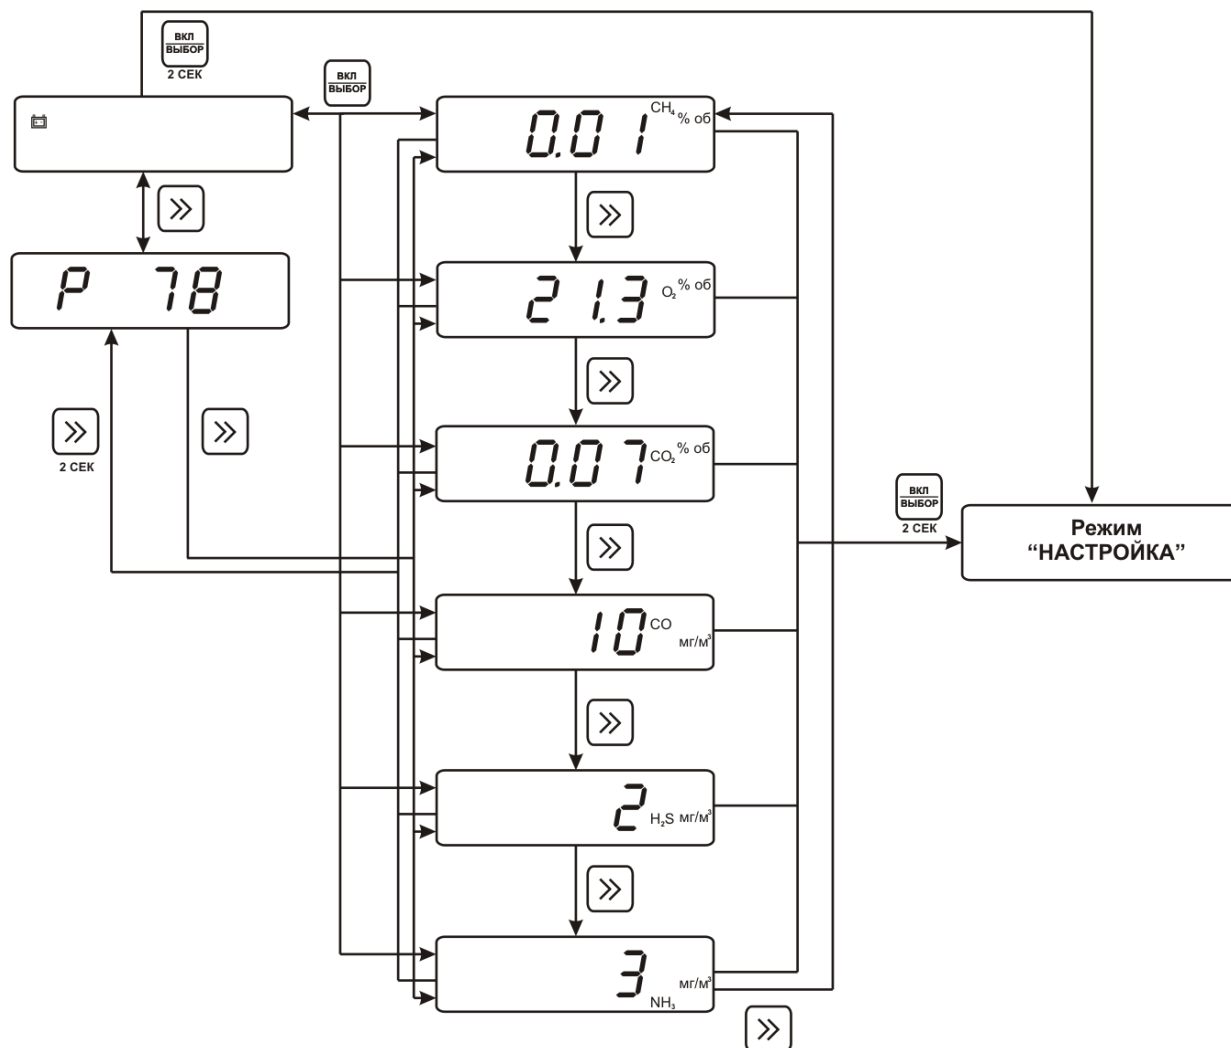 ВКЛ
ВЫБОР
2 СЕК
ВКЛ
ВЫБОР
0.01 CH₄ % об
P 78
21.3 O₂ % об
2 СЕК
0.07 CO₂ % об
ВКЛ
ВЫБОР
2 СЕК
Режим
“НАСТРОЙКА”
10 CO мг/м³
2 H₂S мг/м³
3 NH₃ мг/м³